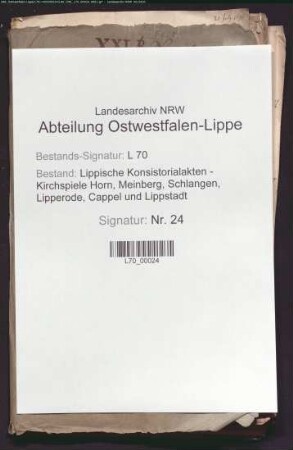 Landesarchiv NRW
Abteilung Ostwestfalen-Lippe
Bestands-Signatur: L 70
Bestand: Lippische Konsistorialakten -
Kirchspiele Horn, Meinberg, Schlangen,
Lipperode, Cappel und Lippstadt
Signatur: Nr. 24
L70_00024